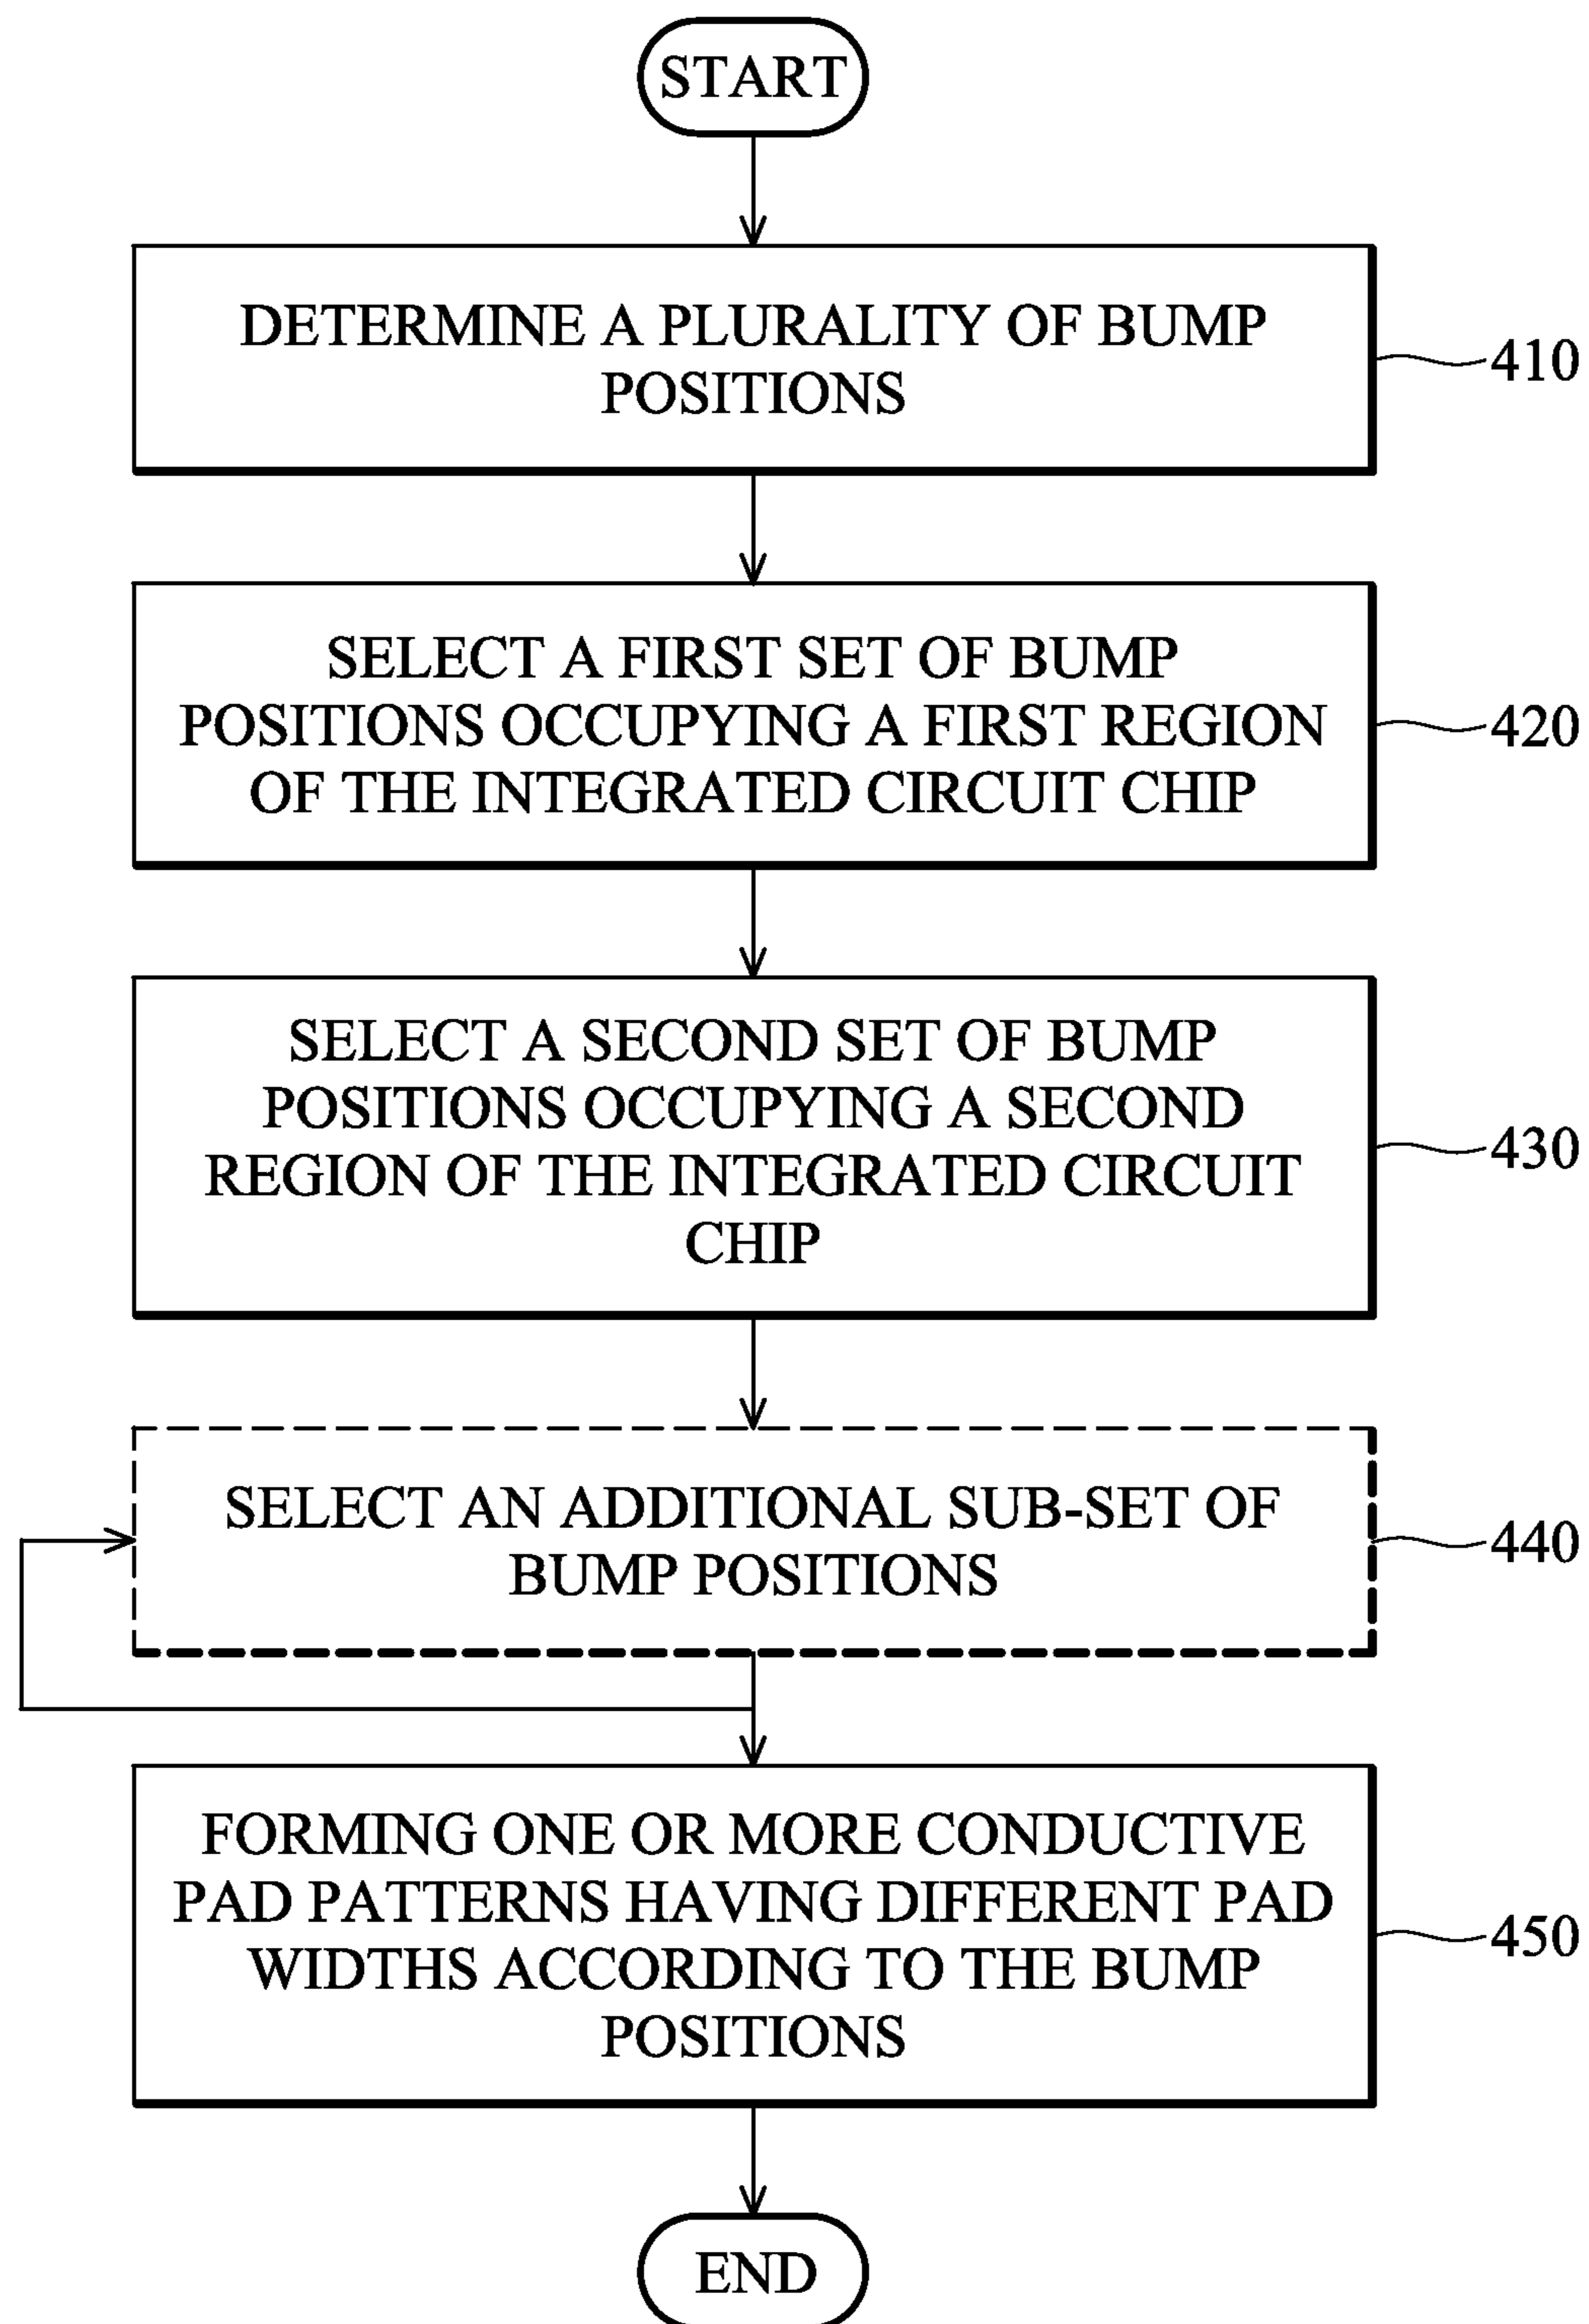 START
DETERMINE A PLURALITY OF BUMP
POSITIONS
410
SELECT A FIRST SET OF BUMP
POSITIONS OCCUPYING A FIRST REGION
OF THE INTEGRATED CIRCUIT CHIP
420
SELECT A SECOND SET OF BUMP
POSITIONS OCCUPYING A SECOND
REGION OF THE INTEGRATED CIRCUIT
CHIP
430
SELECT AN ADDITIONAL SUB-SET OF
BUMP POSITIONS
440
FORMING ONE OR MORE CONDUCTIVE
PAD PATTERNS HAVING DIFFERENT PAD
WIDTHS ACCORDING TO THE BUMP
POSITIONS
450
END